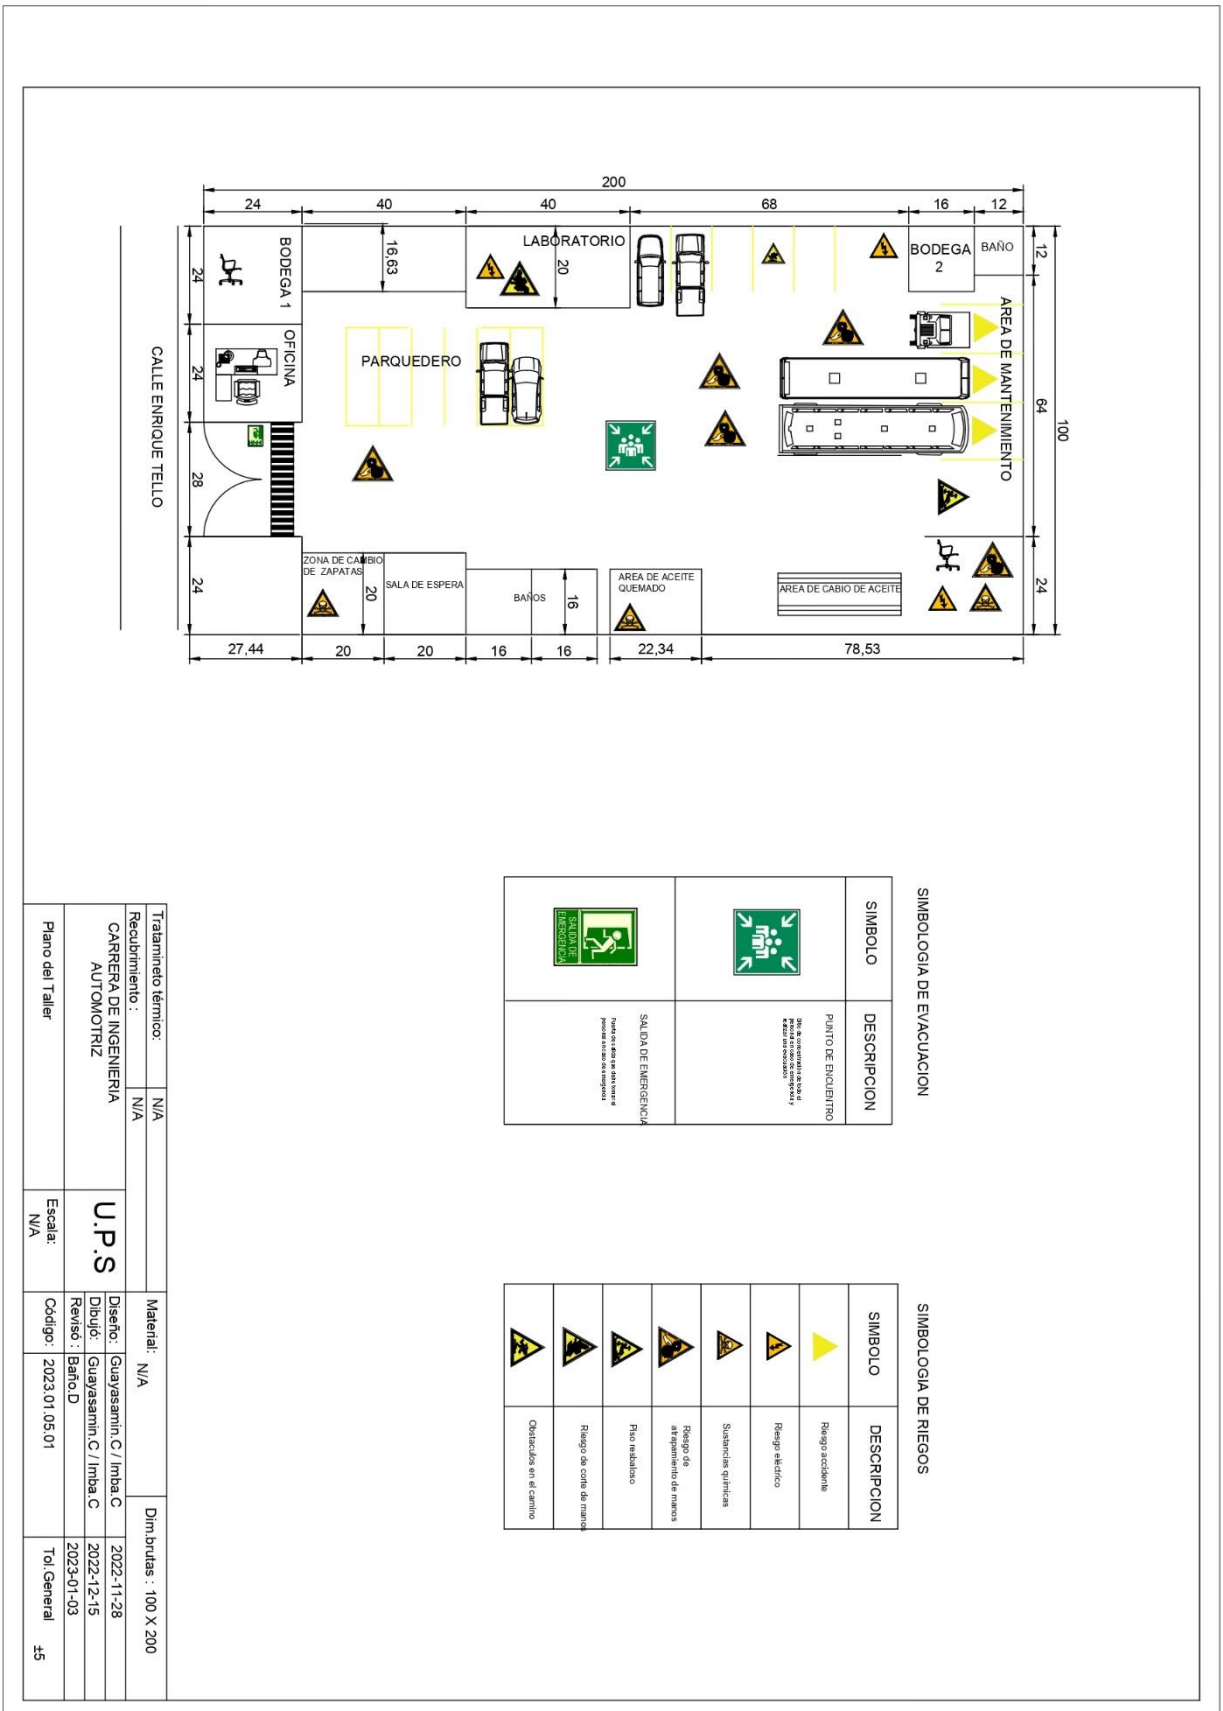 200
24
40
40
68
16
12
BODEGA 1
16,63
LABORATORIO
20
BODEGA
2
BAÑO
12
24
OFICINA
24
PARQUEDERO
AREA DE MANTENIMIENTO
64
100
CALLE ENRIQUE TELLO
28
24
ZONA DE CAMBIO
DE ZAPATAS
20
SALA DE ESPERA
BAÑOS
16
AREA DE ACEITE
QUEMADO
AREA DE CABIO DE ACEITE
24
27,44
20
20
16
16
22,34
78,53
SIMBOLOGIA DE EVACUACION
SIMBOLO
DESCRIPCION
PUNTO DE ENCUENTRO
SALIDA DE
EMERGENCIA
SALIDA DE EMERGENCIA
SIMBOLOGIA DE RIEGOS
SIMBOLO
DESCRIPCION
Riesgo accidente
Riesgo eléctrico
Sustancias quimicas
Riesgo de
atrapamiento de manos
Piso resbaloso
Riesgo de corte de manos
Obstaculos en el camino
Tratamineto térmico:
N/A
Recubrimiento :
N/A
Material:
N/A
Dim.brutas : 100 X 200
CARRERA DE INGENIERIA
AUTOMOTRIZ
U.P.S
Diseño:
Guayasamin.C / Imba.C
2022-11-28
Dibujó:
Guayasamin.C / Imba.C
2022-12-15
Revisó :
Baño.D
2023-01-03
Plano del Taller
Escala:
N/A
Código:
2023.01.05.01
Tol.General
±5